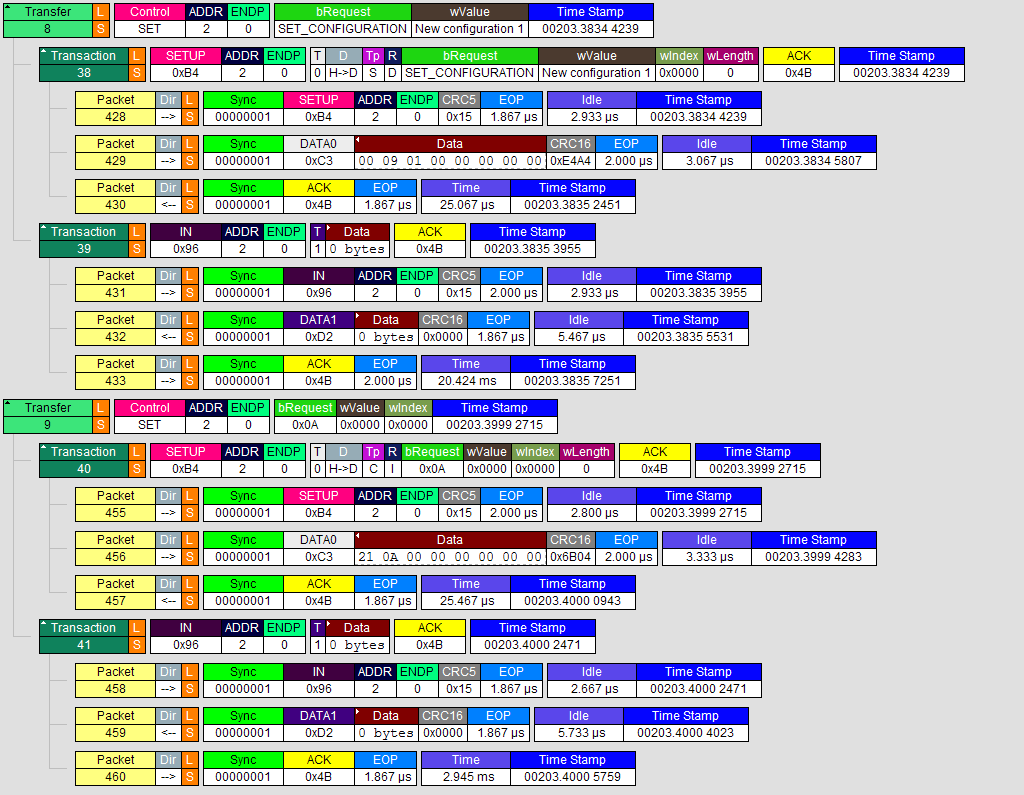 Transfer L Control ADDR ENDP bRequest wValue Time Stamp
8 S SET 2 0 SET_CONFIGURATION New configuration 1 00203.3834 4239
Transaction L SETUP ADDR ENDP T D Tp R bRequest wValue wIndex wLength ACK Time Stamp
38 S 0xB4 2 0 0 H->D S D SET_CONFIGURATION New configuration 1 0x0000 0 0x4B 00203.3834 4239
Packet Dir L Sync SETUP ADDR ENDP CRC5 EOP Idle Time Stamp
428 --> S 00000001 0xB4 2 0 0x15 1.867 µs 2.933 µs 00203.3834 4239
Packet Dir L Sync DATA0 Data CRC16 EOP Idle Time Stamp
429 --> S 00000001 0xC3 00 09 01 00 00 00 00 00 0xE4A4 2.000 µs 3.067 µs 00203.3834 5807
Packet Dir L Sync ACK EOP Time Time Stamp
430 <-- S 00000001 0x4B 1.867 µs 25.067 µs 00203.3835 2451
Transaction L IN ADDR ENDP T Data ACK Time Stamp
39 S 0x96 2 0 1 0 bytes 0x4B 00203.3835 3955
Packet Dir L Sync IN ADDR ENDP CRC5 EOP Idle Time Stamp
431 --> S 00000001 0x96 2 0 0x15 2.000 µs 2.933 µs 00203.3835 3955
Packet Dir L Sync DATA1 Data CRC16 EOP Idle Time Stamp
432 <-- S 00000001 0xD2 0 bytes 0x0000 1.867 µs 5.467 µs 00203.3835 5531
Packet Dir L Sync ACK EOP Time Time Stamp
433 --> S 00000001 0x4B 2.000 µs 20.424 ms 00203.3835 7251
Transfer L Control ADDR ENDP bRequest wValue wIndex Time Stamp
9 S SET 2 0 0x0A 0x0000 0x0000 00203.3999 2715
Transaction L SETUP ADDR ENDP T D Tp R bRequest wValue wIndex wLength ACK Time Stamp
40 S 0xB4 2 0 0 H->D C I 0x0A 0x0000 0x0000 0 0x4B 00203.3999 2715
Packet Dir L Sync SETUP ADDR ENDP CRC5 EOP Idle Time Stamp
455 --> S 00000001 0xB4 2 0 0x15 2.000 µs 2.800 µs 00203.3999 2715
Packet Dir L Sync DATA0 Data CRC16 EOP Idle Time Stamp
456 --> S 00000001 0xC3 21 0A 00 00 00 00 00 00 0x6B04 2.000 µs 3.333 µs 00203.3999 4283
Packet Dir L Sync ACK EOP Time Time Stamp
457 <-- S 00000001 0x4B 1.867 µs 25.467 µs 00203.4000 0943
Transaction L IN ADDR ENDP T Data ACK Time Stamp
41 S 0x96 2 0 1 0 bytes 0x4B 00203.4000 2471
Packet Dir L Sync IN ADDR ENDP CRC5 EOP Idle Time Stamp
458 --> S 00000001 0x96 2 0 0x15 1.867 µs 2.667 µs 00203.4000 2471
Packet Dir L Sync DATA1 Data CRC16 EOP Idle Time Stamp
459 <-- S 00000001 0xD2 0 bytes 0x0000 1.867 µs 5.733 µs 00203.4000 4023
Packet Dir L Sync ACK EOP Time Time Stamp
460 --> S 00000001 0x4B 1.867 µs 2.945 ms 00203.4000 5759